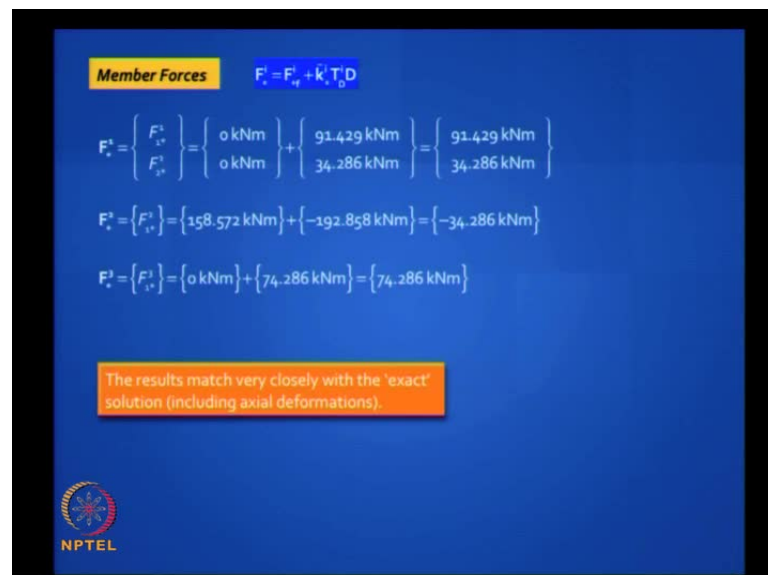 Member Forces F*^i = F*f^i + k̃*^i T_D^i D
F*^1 = { F1*^1 F2*^1 } = { 0 kNm 0 kNm } + { 91.429 kNm 34.286 kNm } = { 91.429 kNm 34.286 kNm }
F*^2 = {F1*^2} = {158.572 kNm} + {−192.858 kNm} = {−34.286 kNm}
F*^3 = {F1*^3} = {0 kNm} + {74.286 kNm} = {74.286 kNm}
The results match very closely with the 'exact'
solution (including axial deformations).
NPTEL